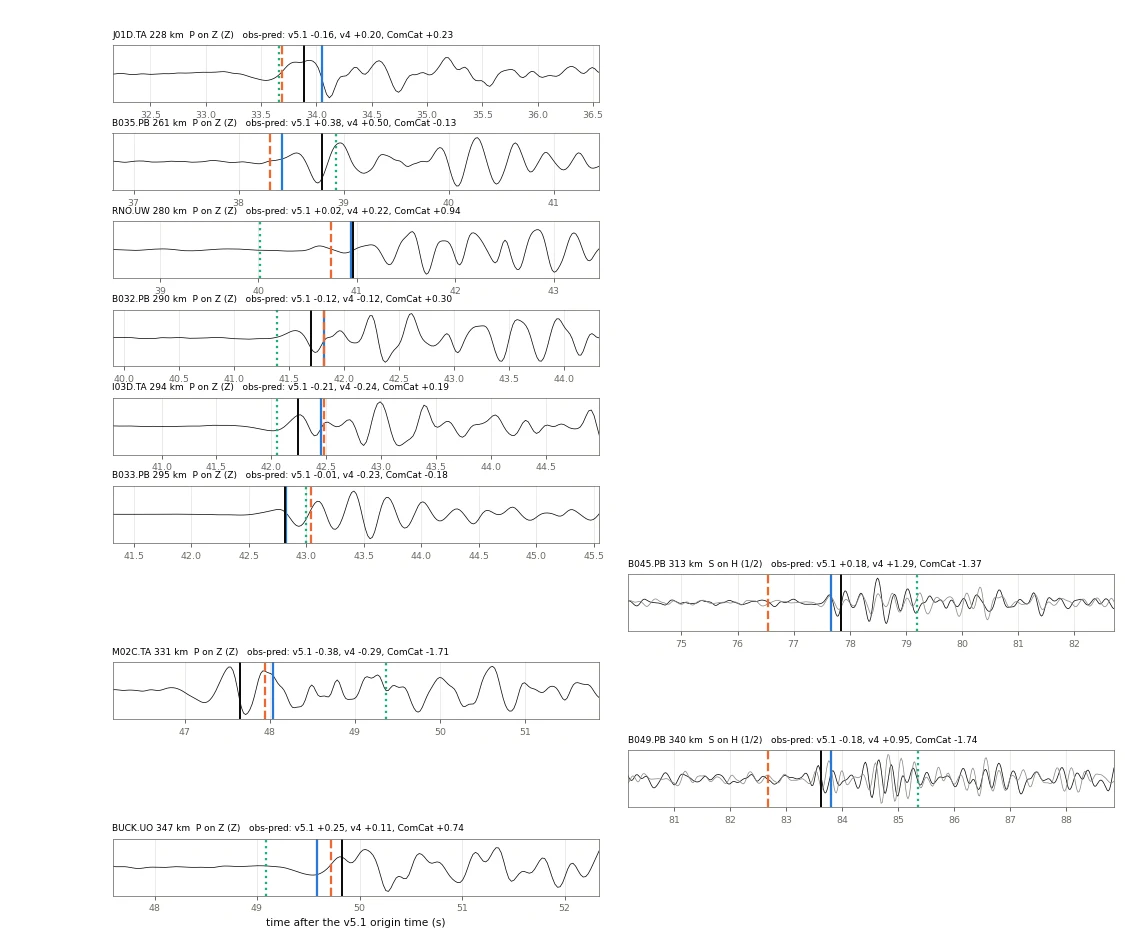 J01D.TA 228 km  P on Z (Z)   obs-pred: v5.1 -0.16, v4 +0.20, ComCat +0.23
32.5 33.0 33.5 34.0 34.5 35.0 35.5 36.0 36.5
B035.PB 261 km  P on Z (Z)   obs-pred: v5.1 +0.38, v4 +0.50, ComCat -0.13
37 38 39 40 41
RNO.UW 280 km  P on Z (Z)   obs-pred: v5.1 +0.02, v4 +0.22, ComCat +0.94
39 40 41 42 43
B032.PB 290 km  P on Z (Z)   obs-pred: v5.1 -0.12, v4 -0.12, ComCat +0.30
40.0 40.5 41.0 41.5 42.0 42.5 43.0 43.5 44.0
I03D.TA 294 km  P on Z (Z)   obs-pred: v5.1 -0.21, v4 -0.24, ComCat +0.19
41.0 41.5 42.0 42.5 43.0 43.5 44.0 44.5
B033.PB 295 km  P on Z (Z)   obs-pred: v5.1 -0.01, v4 -0.23, ComCat -0.18
41.5 42.0 42.5 43.0 43.5 44.0 44.5 45.0 45.5
B045.PB 313 km  S on H (1/2)   obs-pred: v5.1 +0.18, v4 +1.29, ComCat -1.37
75 76 77 78 79 80 81 82
M02C.TA 331 km  P on Z (Z)   obs-pred: v5.1 -0.38, v4 -0.29, ComCat -1.71
47 48 49 50 51
B049.PB 340 km  S on H (1/2)   obs-pred: v5.1 -0.18, v4 +0.95, ComCat -1.74
81 82 83 84 85 86 87 88
BUCK.UO 347 km  P on Z (Z)   obs-pred: v5.1 +0.25, v4 +0.11, ComCat +0.74
48 49 50 51 52
time after the v5.1 origin time (s)